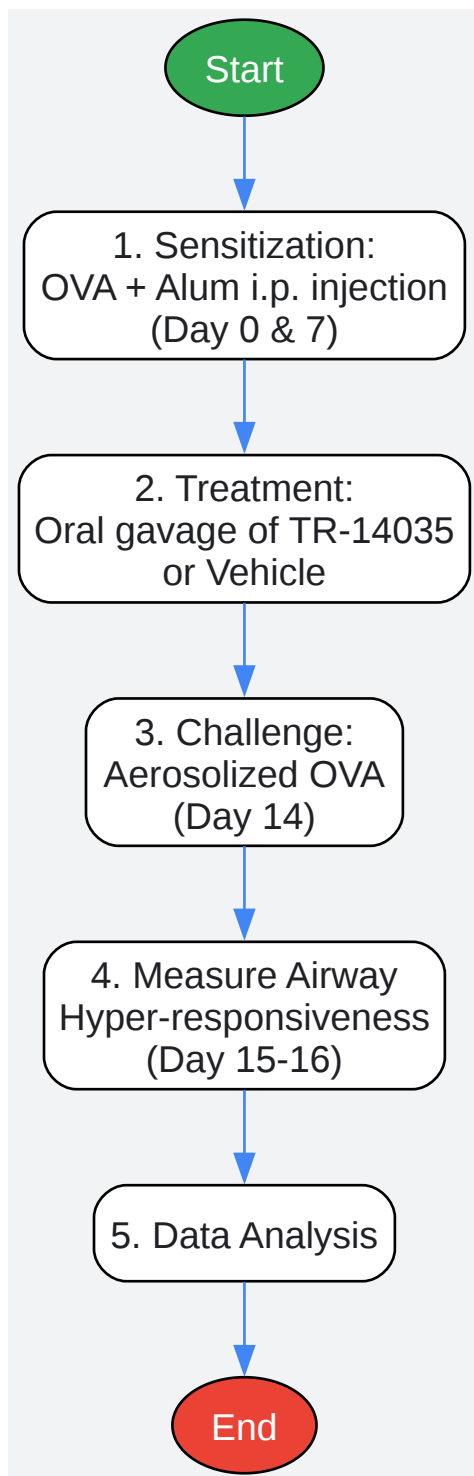 Start
1. Sensitization:
OVA + Alum i.p. injection
(Day 0 & 7)
2. Treatment:
Oral gavage of TR-14035
or Vehicle
3. Challenge:
Aerosolized OVA
(Day 14)
4. Measure Airway
Hyper-responsiveness
(Day 15-16)
5. Data Analysis
End